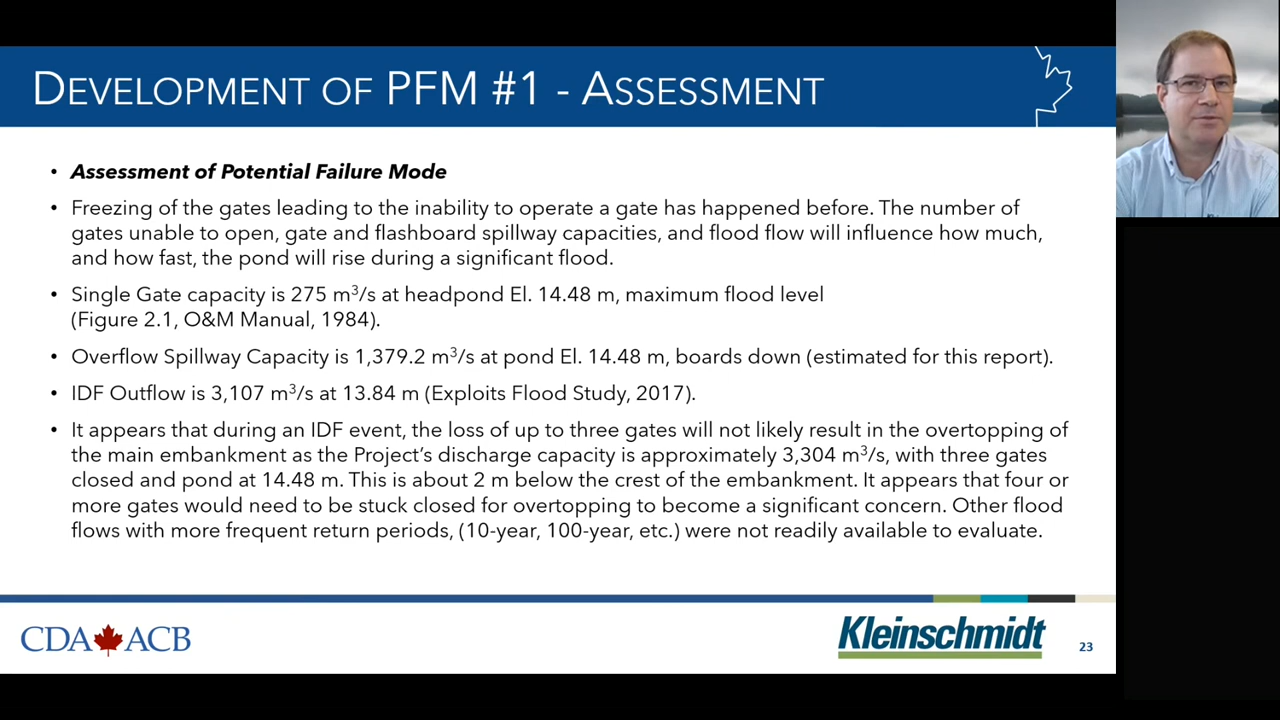 DEVELOPMENT OF PFM #1 - ASSESSMENT
• Assessment of Potential Failure Mode
• Freezing of the gates leading to the inability to operate a gate has happened before. The number of
gates unable to open, gate and flashboard spillway capacities, and flood flow will influence how much,
and how fast, the pond will rise during a significant flood.
• Single Gate capacity is 275 m³/s at headpond El. 14.48 m, maximum flood level
(Figure 2.1, O&M Manual, 1984).
• Overflow Spillway Capacity is 1,379.2 m³/s at pond El. 14.48 m, boards down (estimated for this report).
• IDF Outflow is 3,107 m³/s at 13.84 m (Exploits Flood Study, 2017).
• It appears that during an IDF event, the loss of up to three gates will not likely result in the overtopping of
the main embankment as the Project's discharge capacity is approximately 3,304 m³/s, with three gates
closed and pond at 14.48 m. This is about 2 m below the crest of the embankment. It appears that four or
more gates would need to be stuck closed for overtopping to become a significant concern. Other flood
flows with more frequent return periods, (10-year, 100-year, etc.) were not readily available to evaluate.
CDA ACB
Kleinschmidt
23